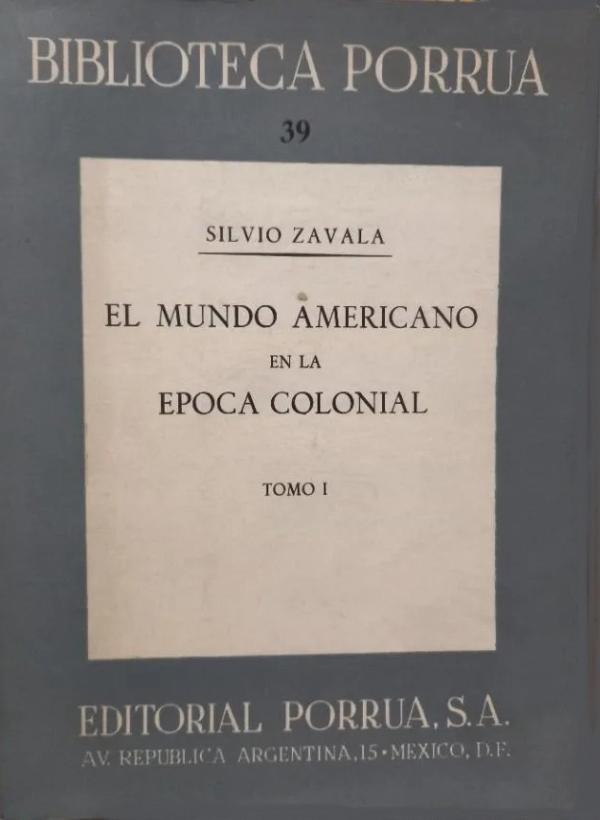 BIBLIOTECA PORRUA
39
SILVIO ZAVALA
EL MUNDO AMERICANO
EN LA
EPOCA COLONIAL
TOMO I
EDITORIAL PORRUA, S.A.
AV. REPUBLICA ARGENTINA, 15 • MEXICO, D.F.